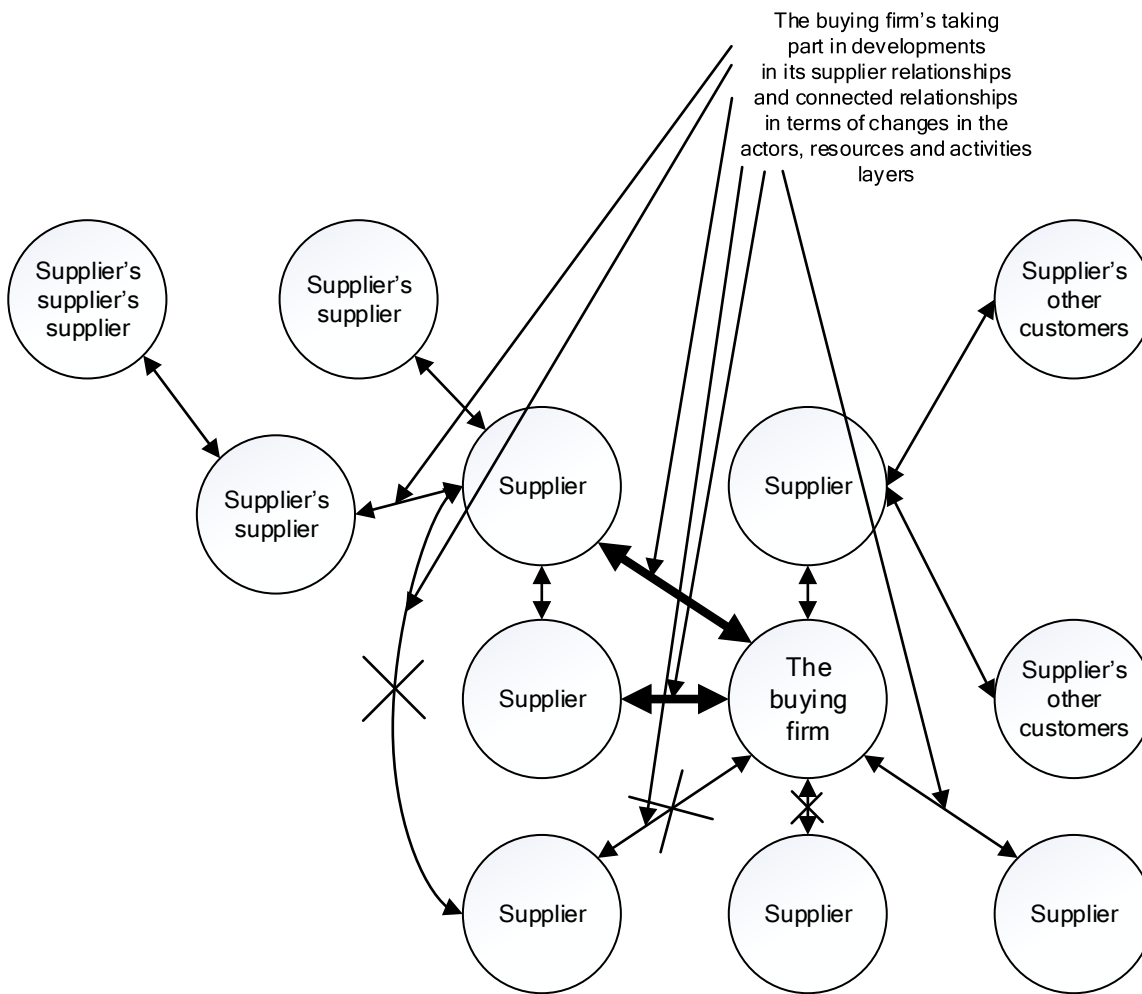 The buying firm’s taking
part in developments
in its supplier relationships
and connected relationships
in terms of changes in the
actors, resources and activities
layers
Supplier’s
supplier’s
supplier
Supplier’s
supplier
Supplier’s
other
customers
Supplier’s
supplier
Supplier
Supplier
Supplier
The
buying
firm
Supplier’s
other
customers
Supplier
Supplier
Supplier